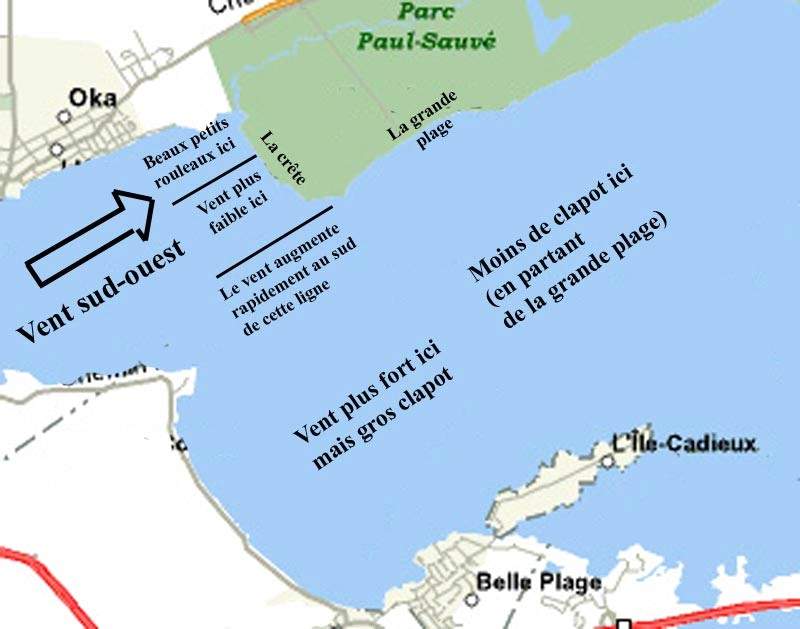 Parc
Paul-Sauvé
Oka
La grande
plage
Beaux petits
rouleaux ici
La crête
Vent plus
faible ici
Vent sud-ouest
Le vent augmente
rapidement au sud
de cette ligne
Moins de clapot ici
(en partant
de la grande plage)
Vent plus fort ici
mais gros clapot
L'Île-Cadieux
Belle Plage